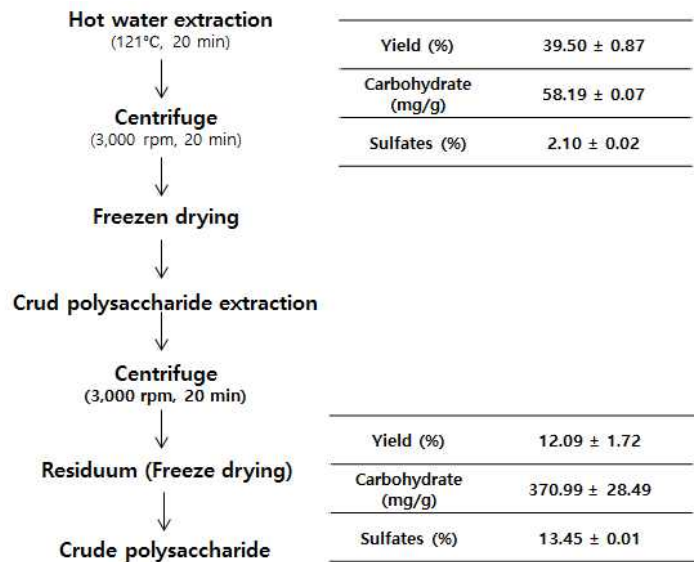 Hot water extraction
(121°C, 20 min)
Centrifuge
(3,000 rpm, 20 min)
Freezen drying
Crud polysaccharide extraction
Centrifuge
(3,000 rpm, 20 min)
Residuum (Freeze drying)
Crude polysaccharide
Yield (%) 39.50 ± 0.87
Carbohydrate
(mg/g) 58.19 ± 0.07
Sulfates (%) 2.10 ± 0.02
Yield (%) 12.09 ± 1.72
Carbohydrate
(mg/g) 370.99 ± 28.49
Sulfates (%) 13.45 ± 0.01